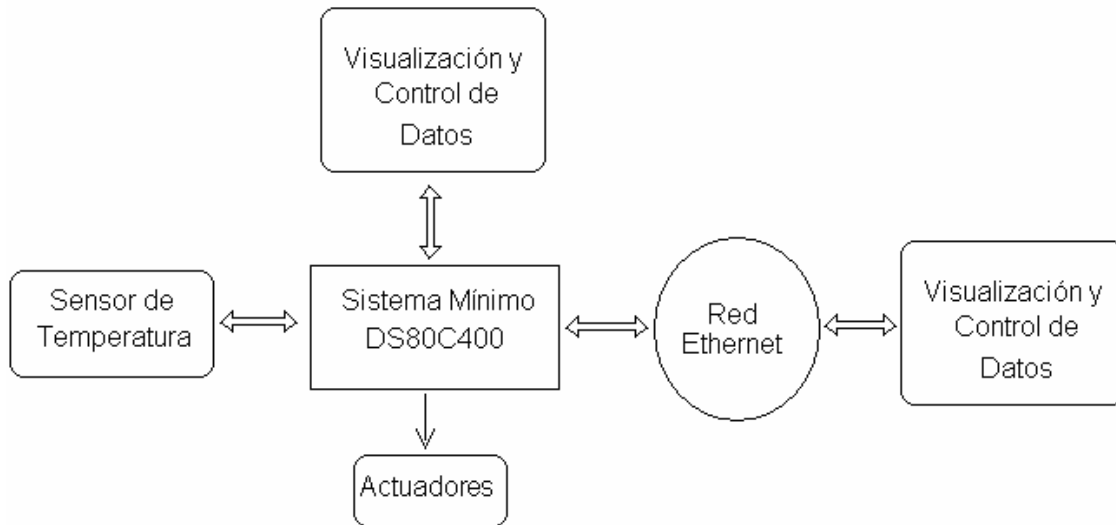 Visualización y
Control de
Datos
Sensor de
Temperatura
Sistema Mínimo
DS80C400
Red
Ethernet
Visualización y
Control de
Datos
Actuadores